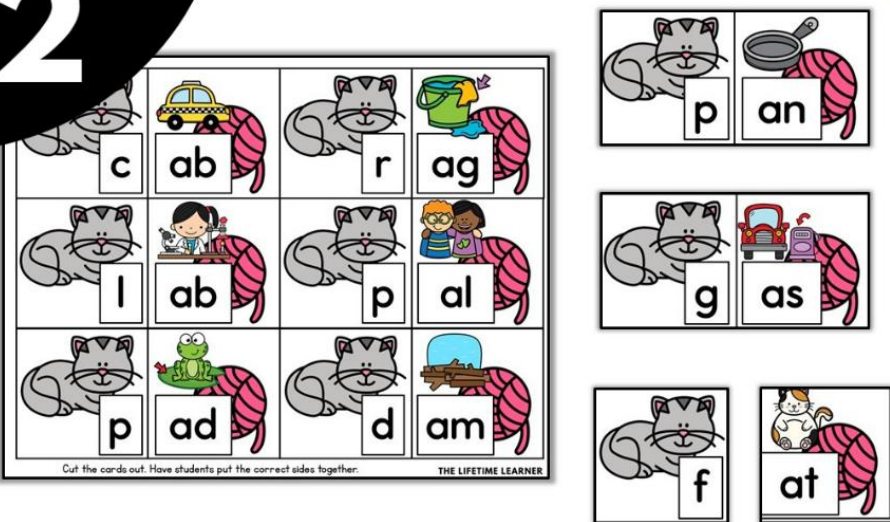 2
c ab r ag
l ab p al
p ad d am
Cut the cards out. Have students put the correct sides together.
THE LIFETIME LEARNER
p an
g as
f at